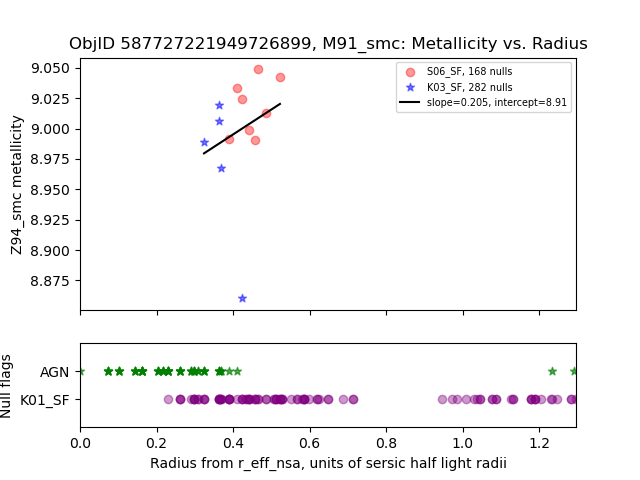 ObjID 587727221949726899, M91_smc: Metallicity vs. Radius
Z94_smc metallicity
9.050
9.025
9.000
8.975
8.950
8.925
8.900
8.875
S06_SF, 168 nulls
K03_SF, 282 nulls
slope=0.205, intercept=8.91
Null flags
AGN
K01_SF
0.0 0.2 0.4 0.6 0.8 1.0 1.2
Radius from r_eff_nsa, units of sersic half light radii